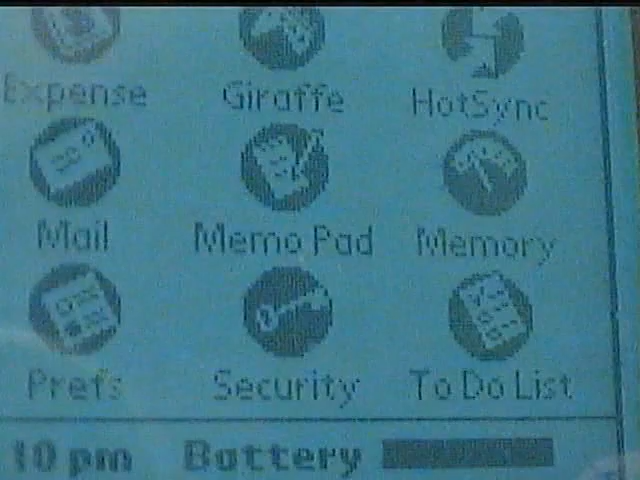 Expense Giraffe HotSync
Mail Memo Pad Memory
Prefs Security To Do List
10 pm Battery